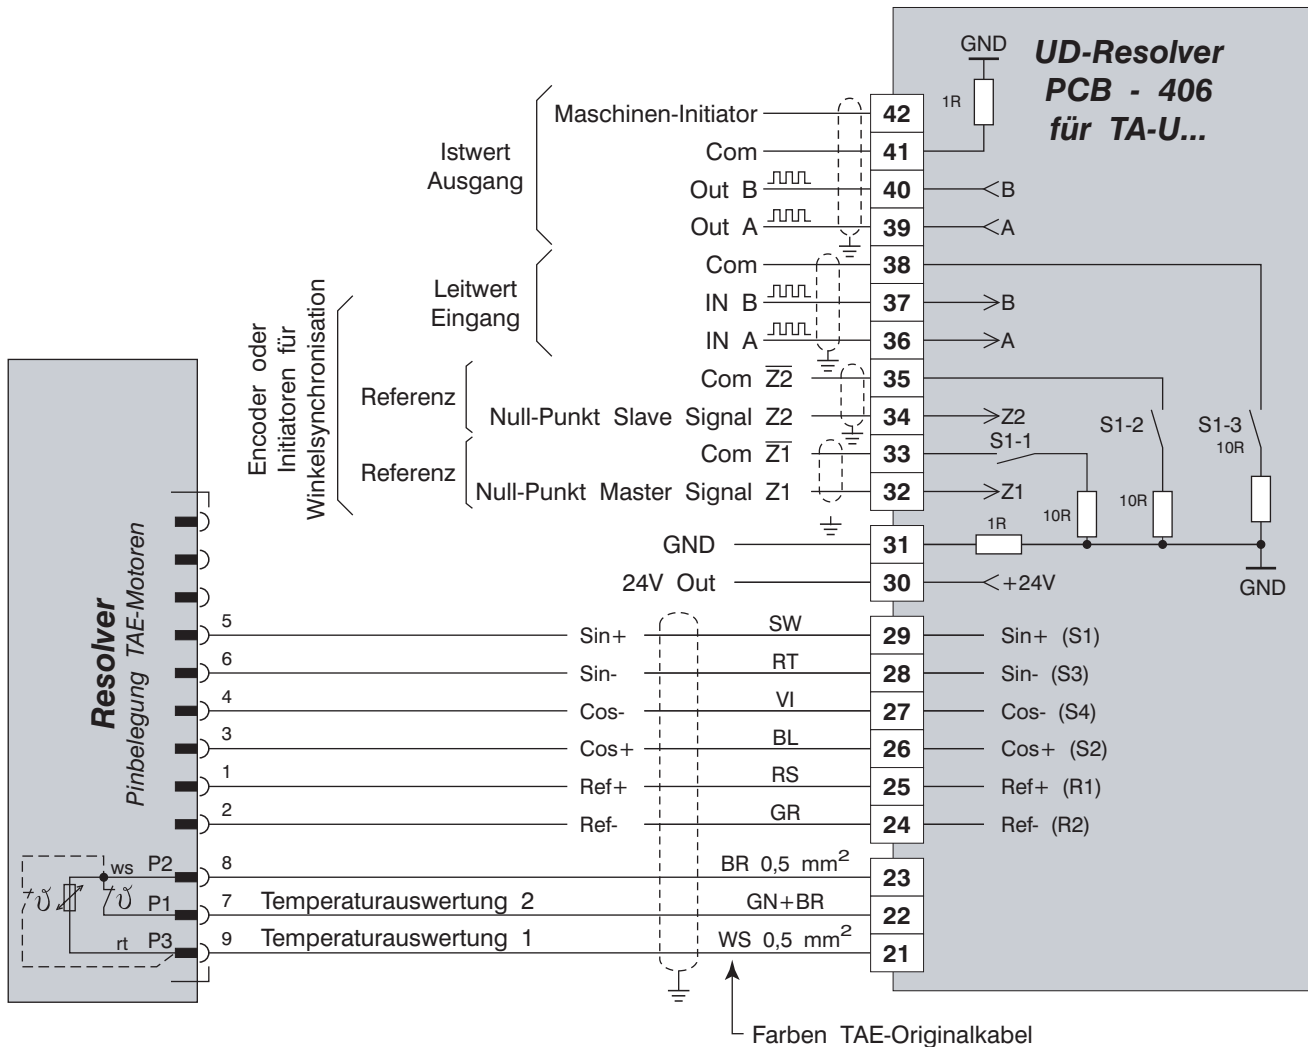 GND
UD-Resolver
PCB - 406
für TA-U...
1R
Maschinen-Initiator
42
Istwert
Ausgang
Com
41
Out B
40
B
Out A
39
A
Com
38
Leitwert
Eingang
IN B
37
B
IN A
36
A
Encoder oder
Initiatoren für
Winkelsynchronisation
Com Z2
35
Referenz
Null-Punkt Slave Signal Z2
34
Z2
S1-1
S1-2
S1-3
10R
Com Z1
33
Referenz
Null-Punkt Master Signal Z1
32
Z1
10R
10R
1R
GND
31
24V Out
30
+24V
GND
Resolver
Pinbelegung TAE-Motoren
5
Sin+
SW
29
Sin+ (S1)
6
Sin-
RT
28
Sin- (S3)
4
Cos-
VI
27
Cos- (S4)
3
Cos+
BL
26
Cos+ (S2)
1
Ref+
RS
25
Ref+ (R1)
2
Ref-
GR
24
Ref- (R2)
ws P2
8
BR 0,5 mm²
23
+ϑ
+ϑ
P1
7
Temperaturauswertung 2
GN+BR
22
rt P3
9
Temperaturauswertung 1
WS 0,5 mm²
21
Farben TAE-Originalkabel